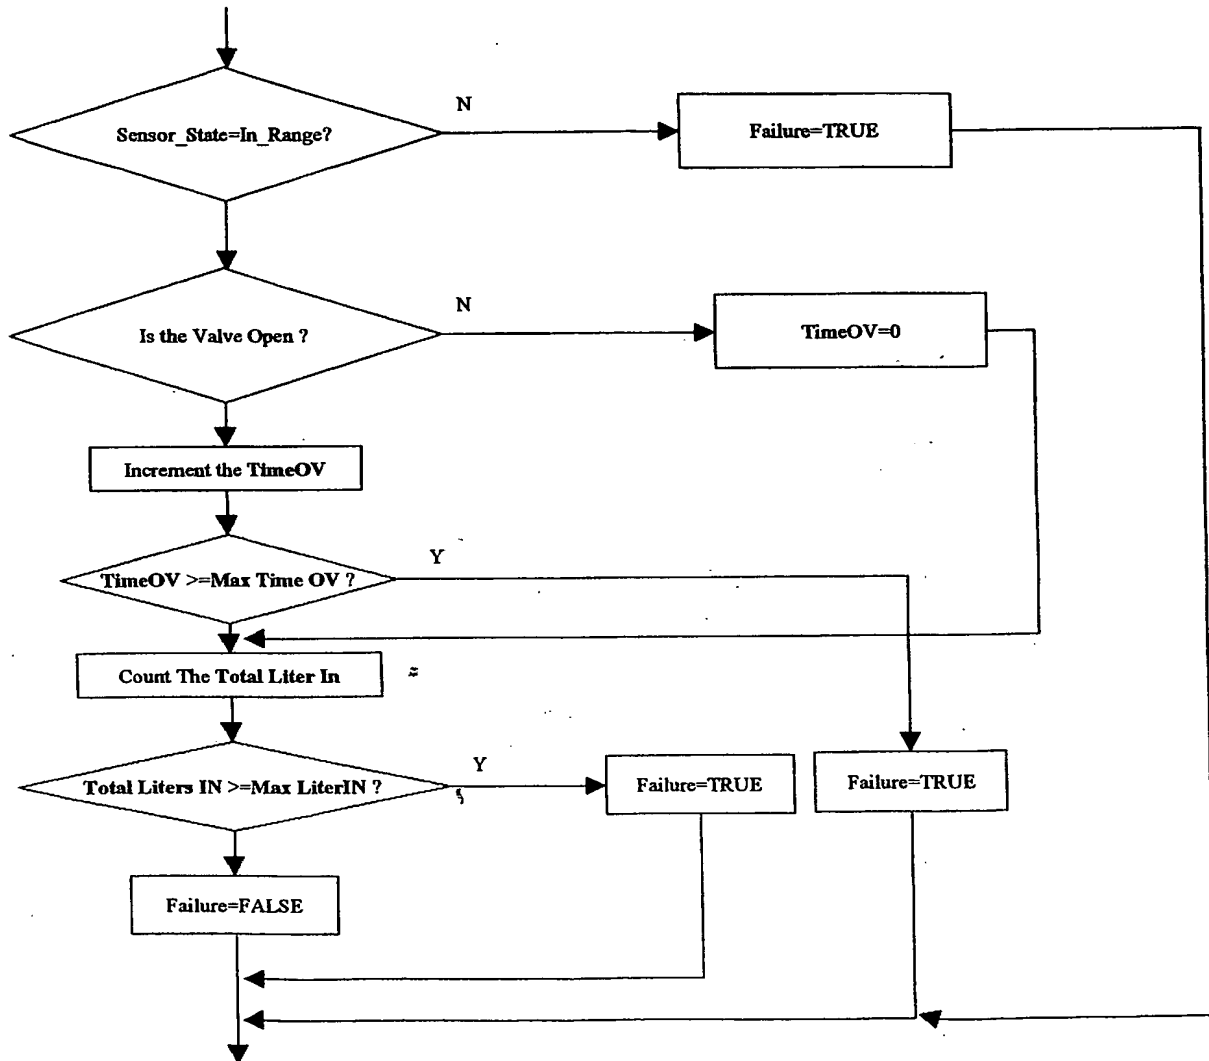 N
Sensor_State=In_Range?
Failure=TRUE
N
Is the Valve Open ?
TimeOV=0
Increment the TimeOV
Y
TimeOV >=Max Time OV ?
Count The Total Liter In
Y
Total Liters IN >=Max LiterIN ?
Failure=TRUE
Failure=TRUE
Failure=FALSE